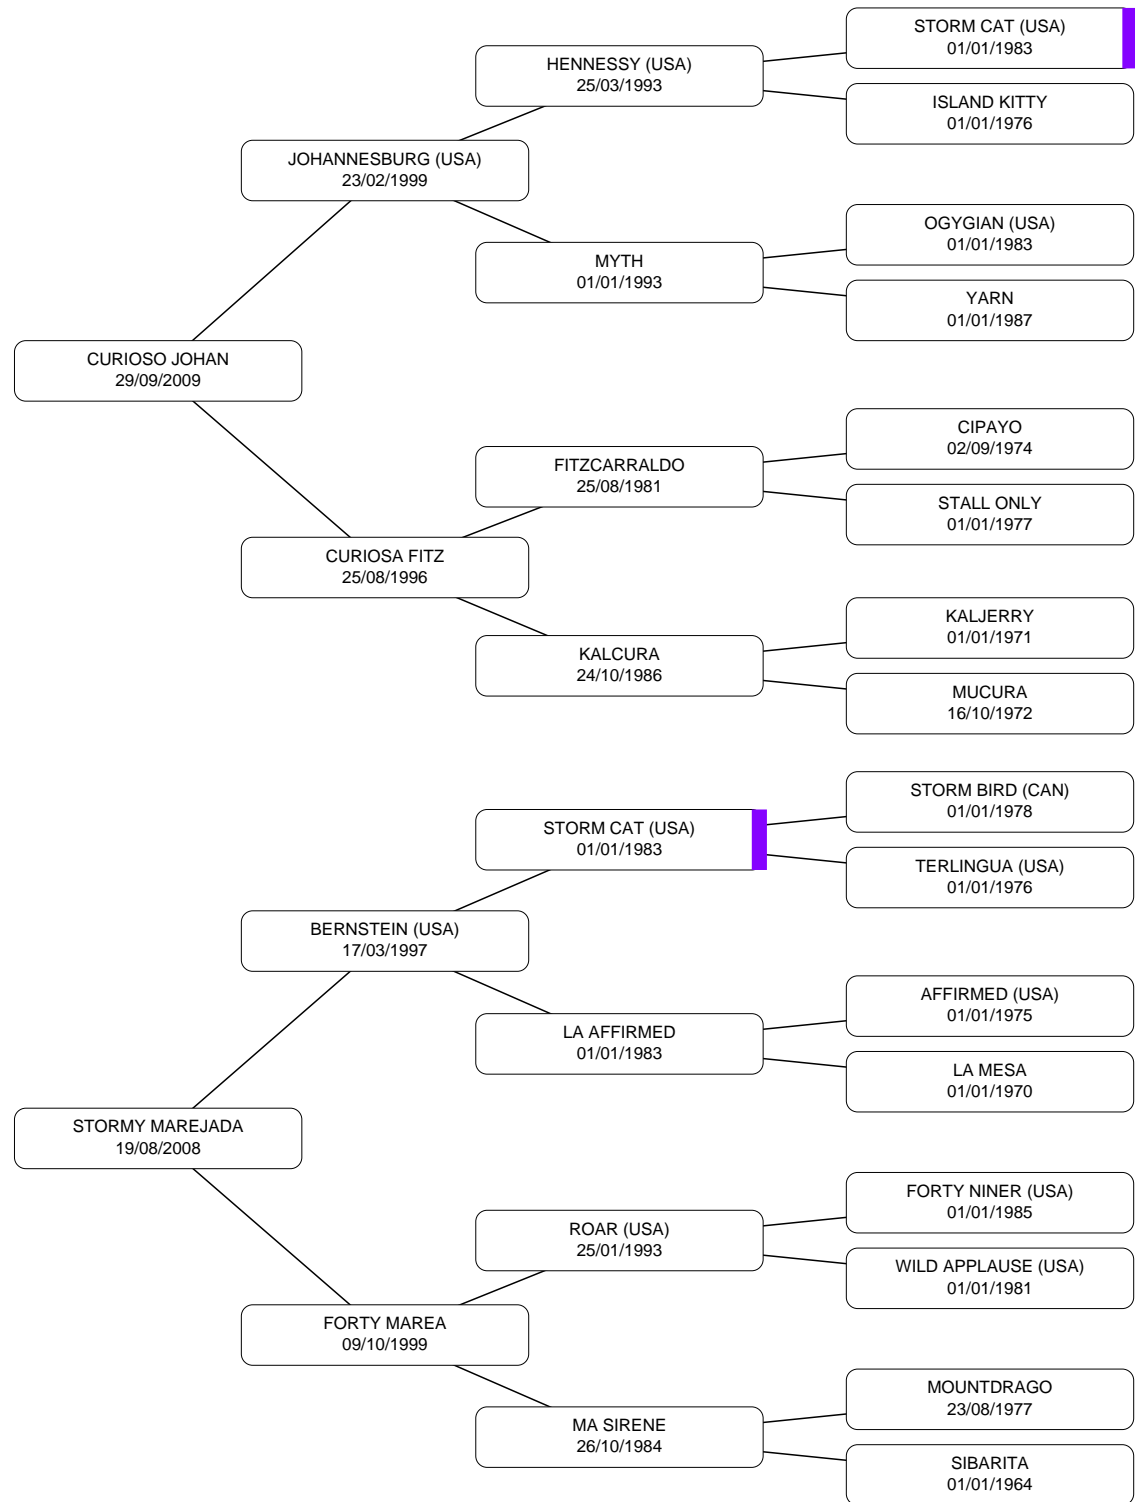 STORM CAT (USA)
01/01/1983
HENNESSY (USA)
25/03/1993
ISLAND KITTY
01/01/1976
JOHANNESBURG (USA)
23/02/1999
OGYGIAN (USA)
01/01/1983
MYTH
01/01/1993
YARN
01/01/1987
CURIOSO JOHAN
29/09/2009
CIPAYO
02/09/1974
FITZCARRALDO
25/08/1981
STALL ONLY
01/01/1977
CURIOSA FITZ
25/08/1996
KALJERRY
01/01/1971
KALCURA
24/10/1986
MUCURA
16/10/1972
STORM BIRD (CAN)
01/01/1978
STORM CAT (USA)
01/01/1983
TERLINGUA (USA)
01/01/1976
BERNSTEIN (USA)
17/03/1997
AFFIRMED (USA)
01/01/1975
LA AFFIRMED
01/01/1983
LA MESA
01/01/1970
STORMY MAREJADA
19/08/2008
FORTY NINER (USA)
01/01/1985
ROAR (USA)
25/01/1993
WILD APPLAUSE (USA)
01/01/1981
FORTY MAREA
09/10/1999
MOUNTDRAGO
23/08/1977
MA SIRENE
26/10/1984
SIBARITA
01/01/1964